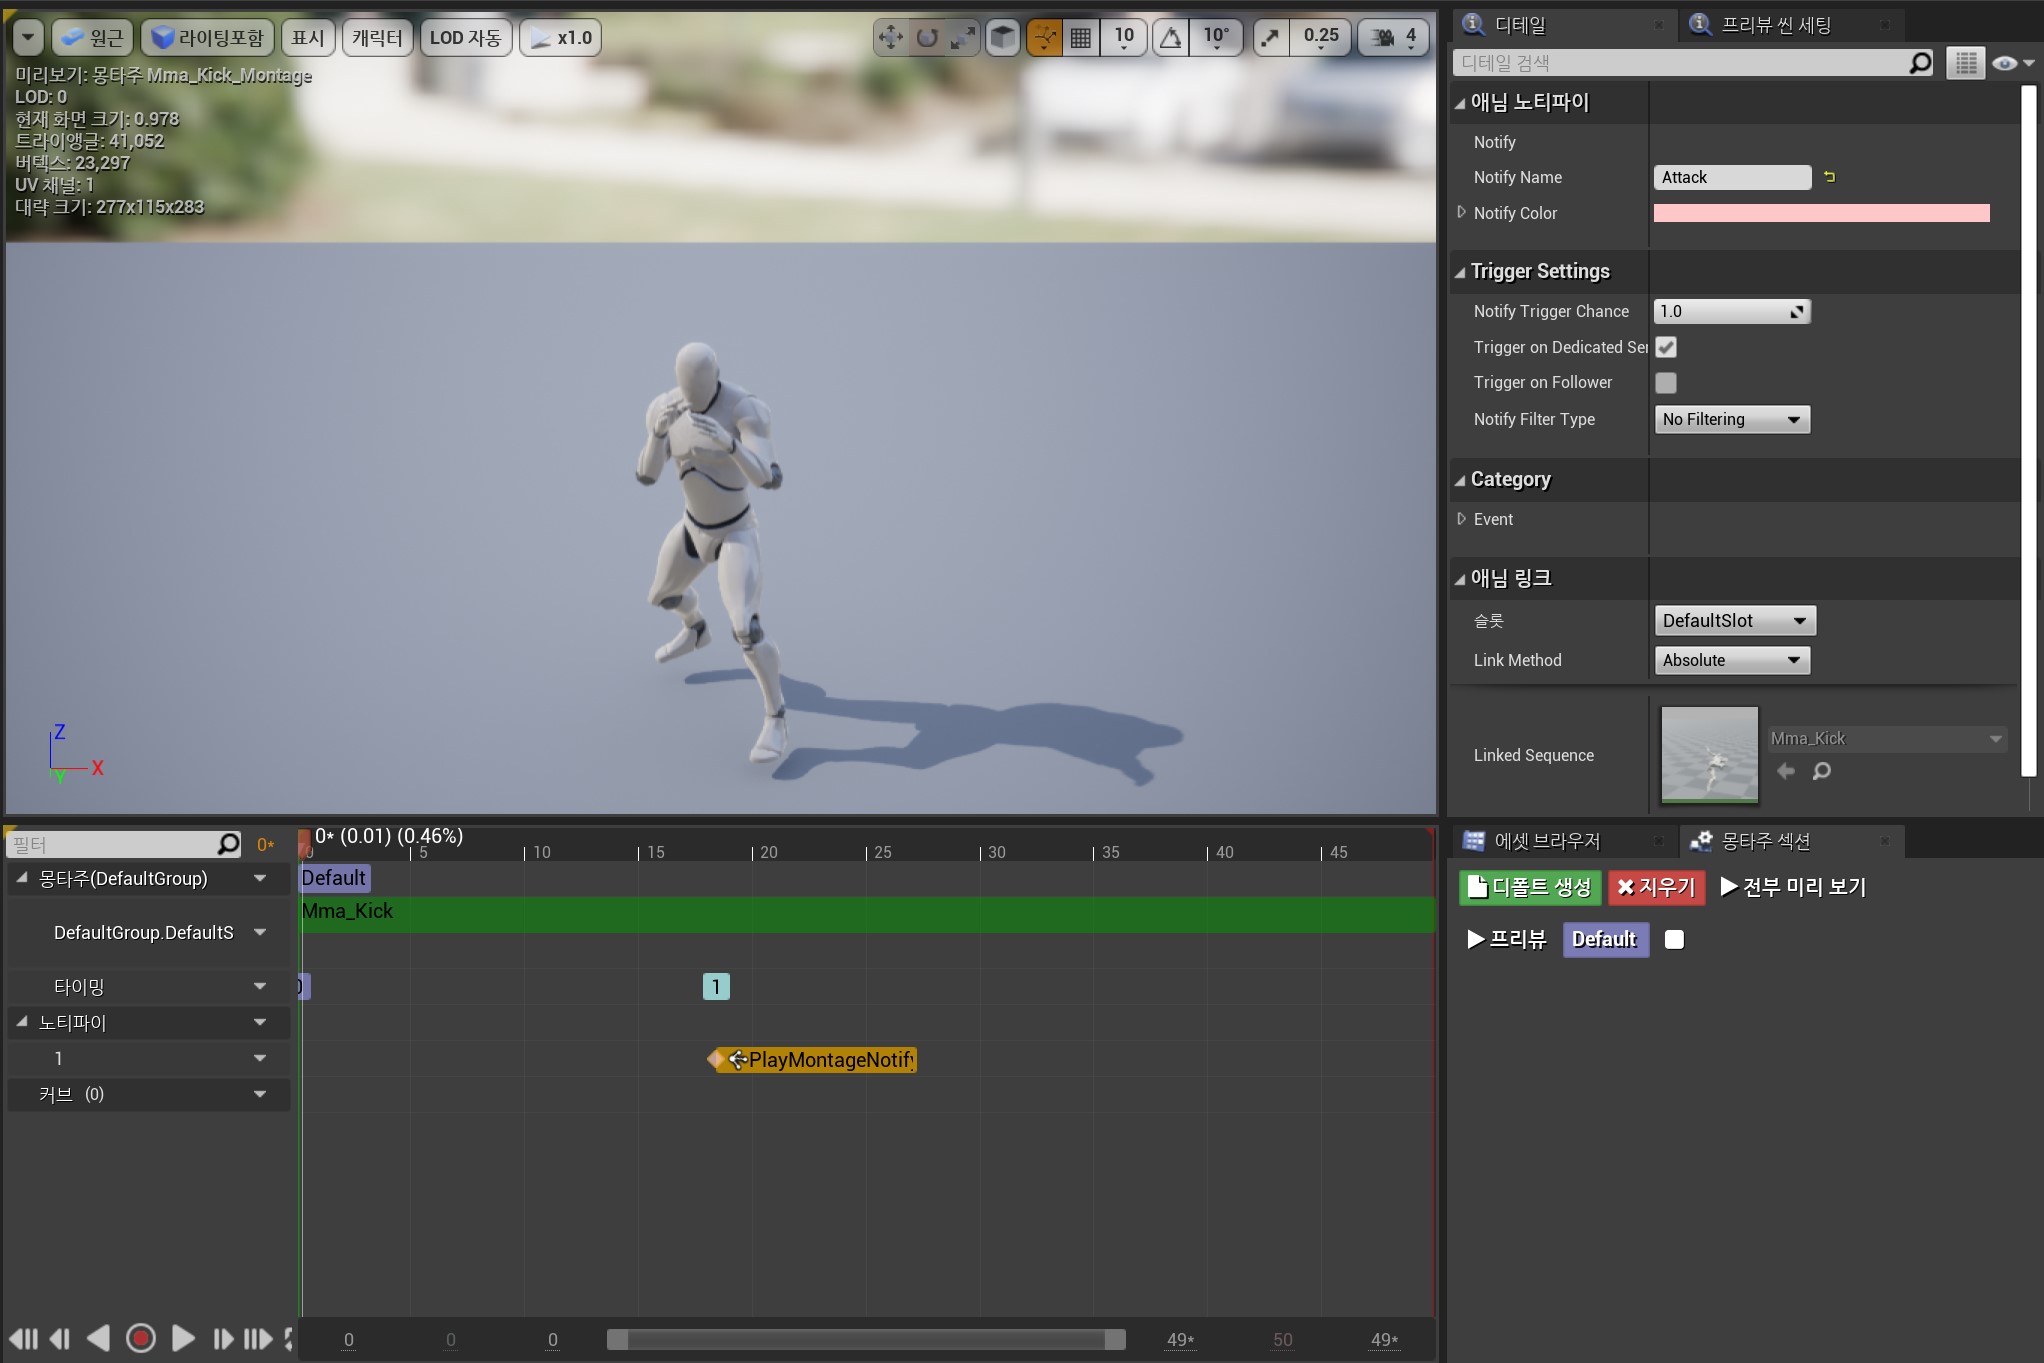 원근
라이팅포함
표시
캐릭터
LOD 자동
x1.0
10
10°
0.25
4
미리보기: 몽타주 Mma_Kick_Montage
LOD: 0
현재 화면 크기: 0.978
트라이앵글: 41,052
버텍스: 23,297
UV 채널: 1
대략 크기: 277x115x283
Z
X
Y
디테일
프리뷰 씬 세팅
디테일 검색
애님 노티파이
Notify
Notify Name
Attack
Notify Color
Trigger Settings
Notify Trigger Chance
1.0
Trigger on Dedicated Ser
Trigger on Follower
Notify Filter Type
No Filtering
Category
Event
애님 링크
슬롯
DefaultSlot
Link Method
Absolute
Linked Sequence
Mma_Kick
필터
0*
0* (0.01) (0.46%)
0
5
10
15
20
25
30
35
40
45
몽타주(DefaultGroup)
Default
DefaultGroup.DefaultS
Mma_Kick
타이밍
1
노티파이
1
PlayMontageNotify
커브 (0)
0
0
0
49*
50
49*
에셋 브라우저
몽타주 섹션
디폴트 생성
지우기
전부 미리 보기
프리뷰
Default